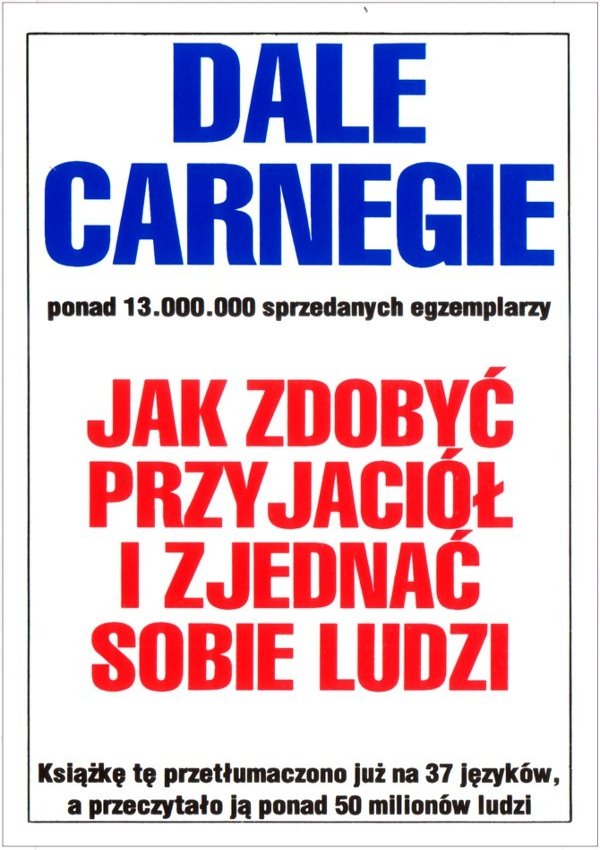 DALE
CARNEGIE
ponad 13.000.000 sprzedanych egzemplarzy
JAK ZDOBYĆ
PRZYJACIÓŁ
I ZJEDNAĆ
SOBIE LUDZI
Książkę tę przetłumaczono już na 37 języków,
a przeczytało ją ponad 50 milionów ludzi